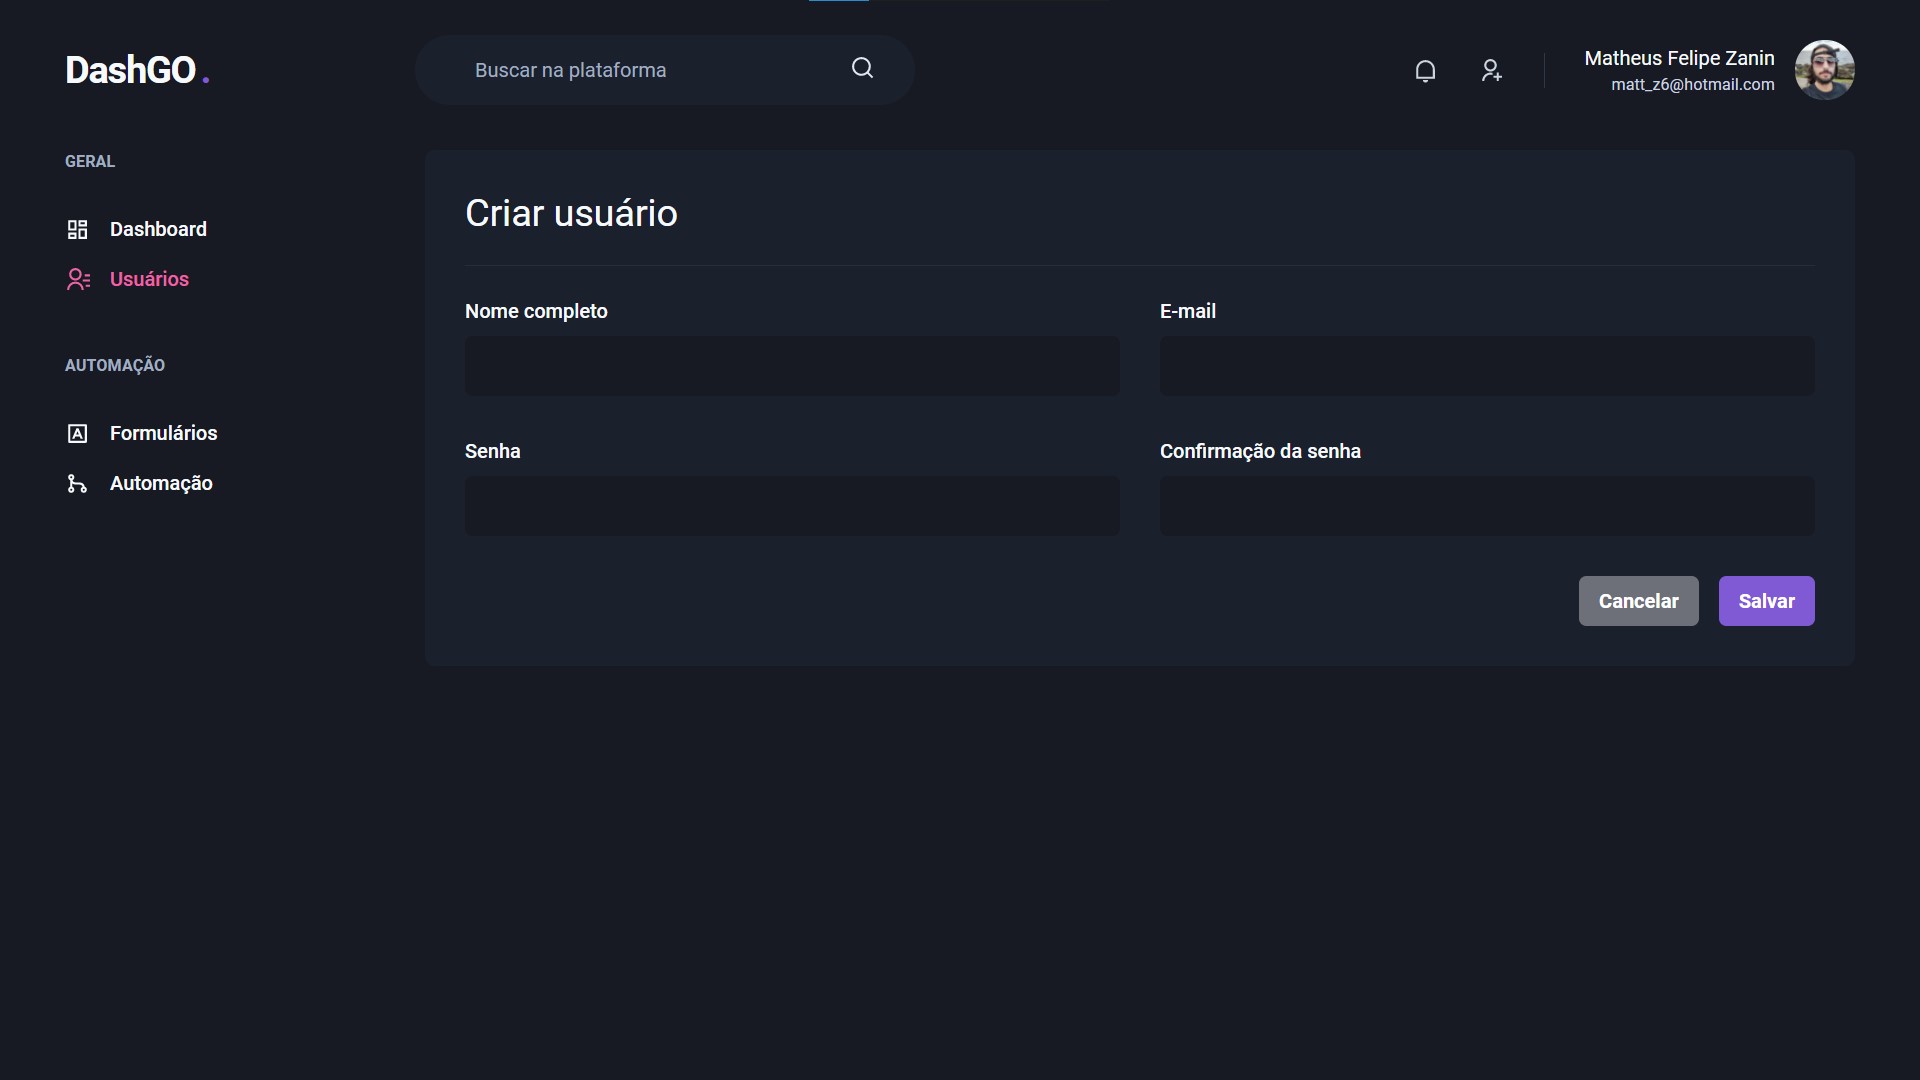 DashGO .
Buscar na plataforma
Matheus Felipe Zanin
matt_z6@hotmail.com
GERAL
Dashboard
Usuários
AUTOMAÇÃO
Formulários
Automação
Criar usuário
Nome completo
E-mail
Senha
Confirmação da senha
Cancelar
Salvar